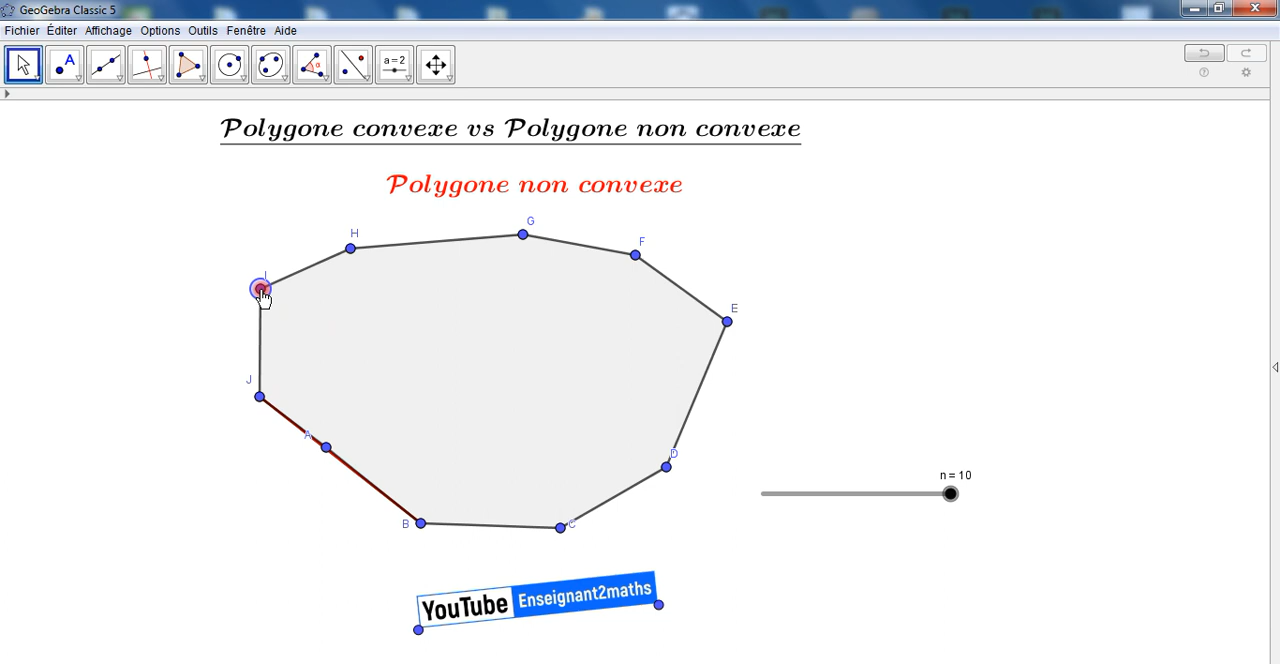 GeoGebra Classic 5
Fichier Éditer Affichage Options Outils Fenêtre Aide
A
α
a=2
Polygone convexe vs Polygone non convexe
Polygone non convexe
G
H
F
I
E
J
A
D
n = 10
B
C
YouTube Enseignant2maths